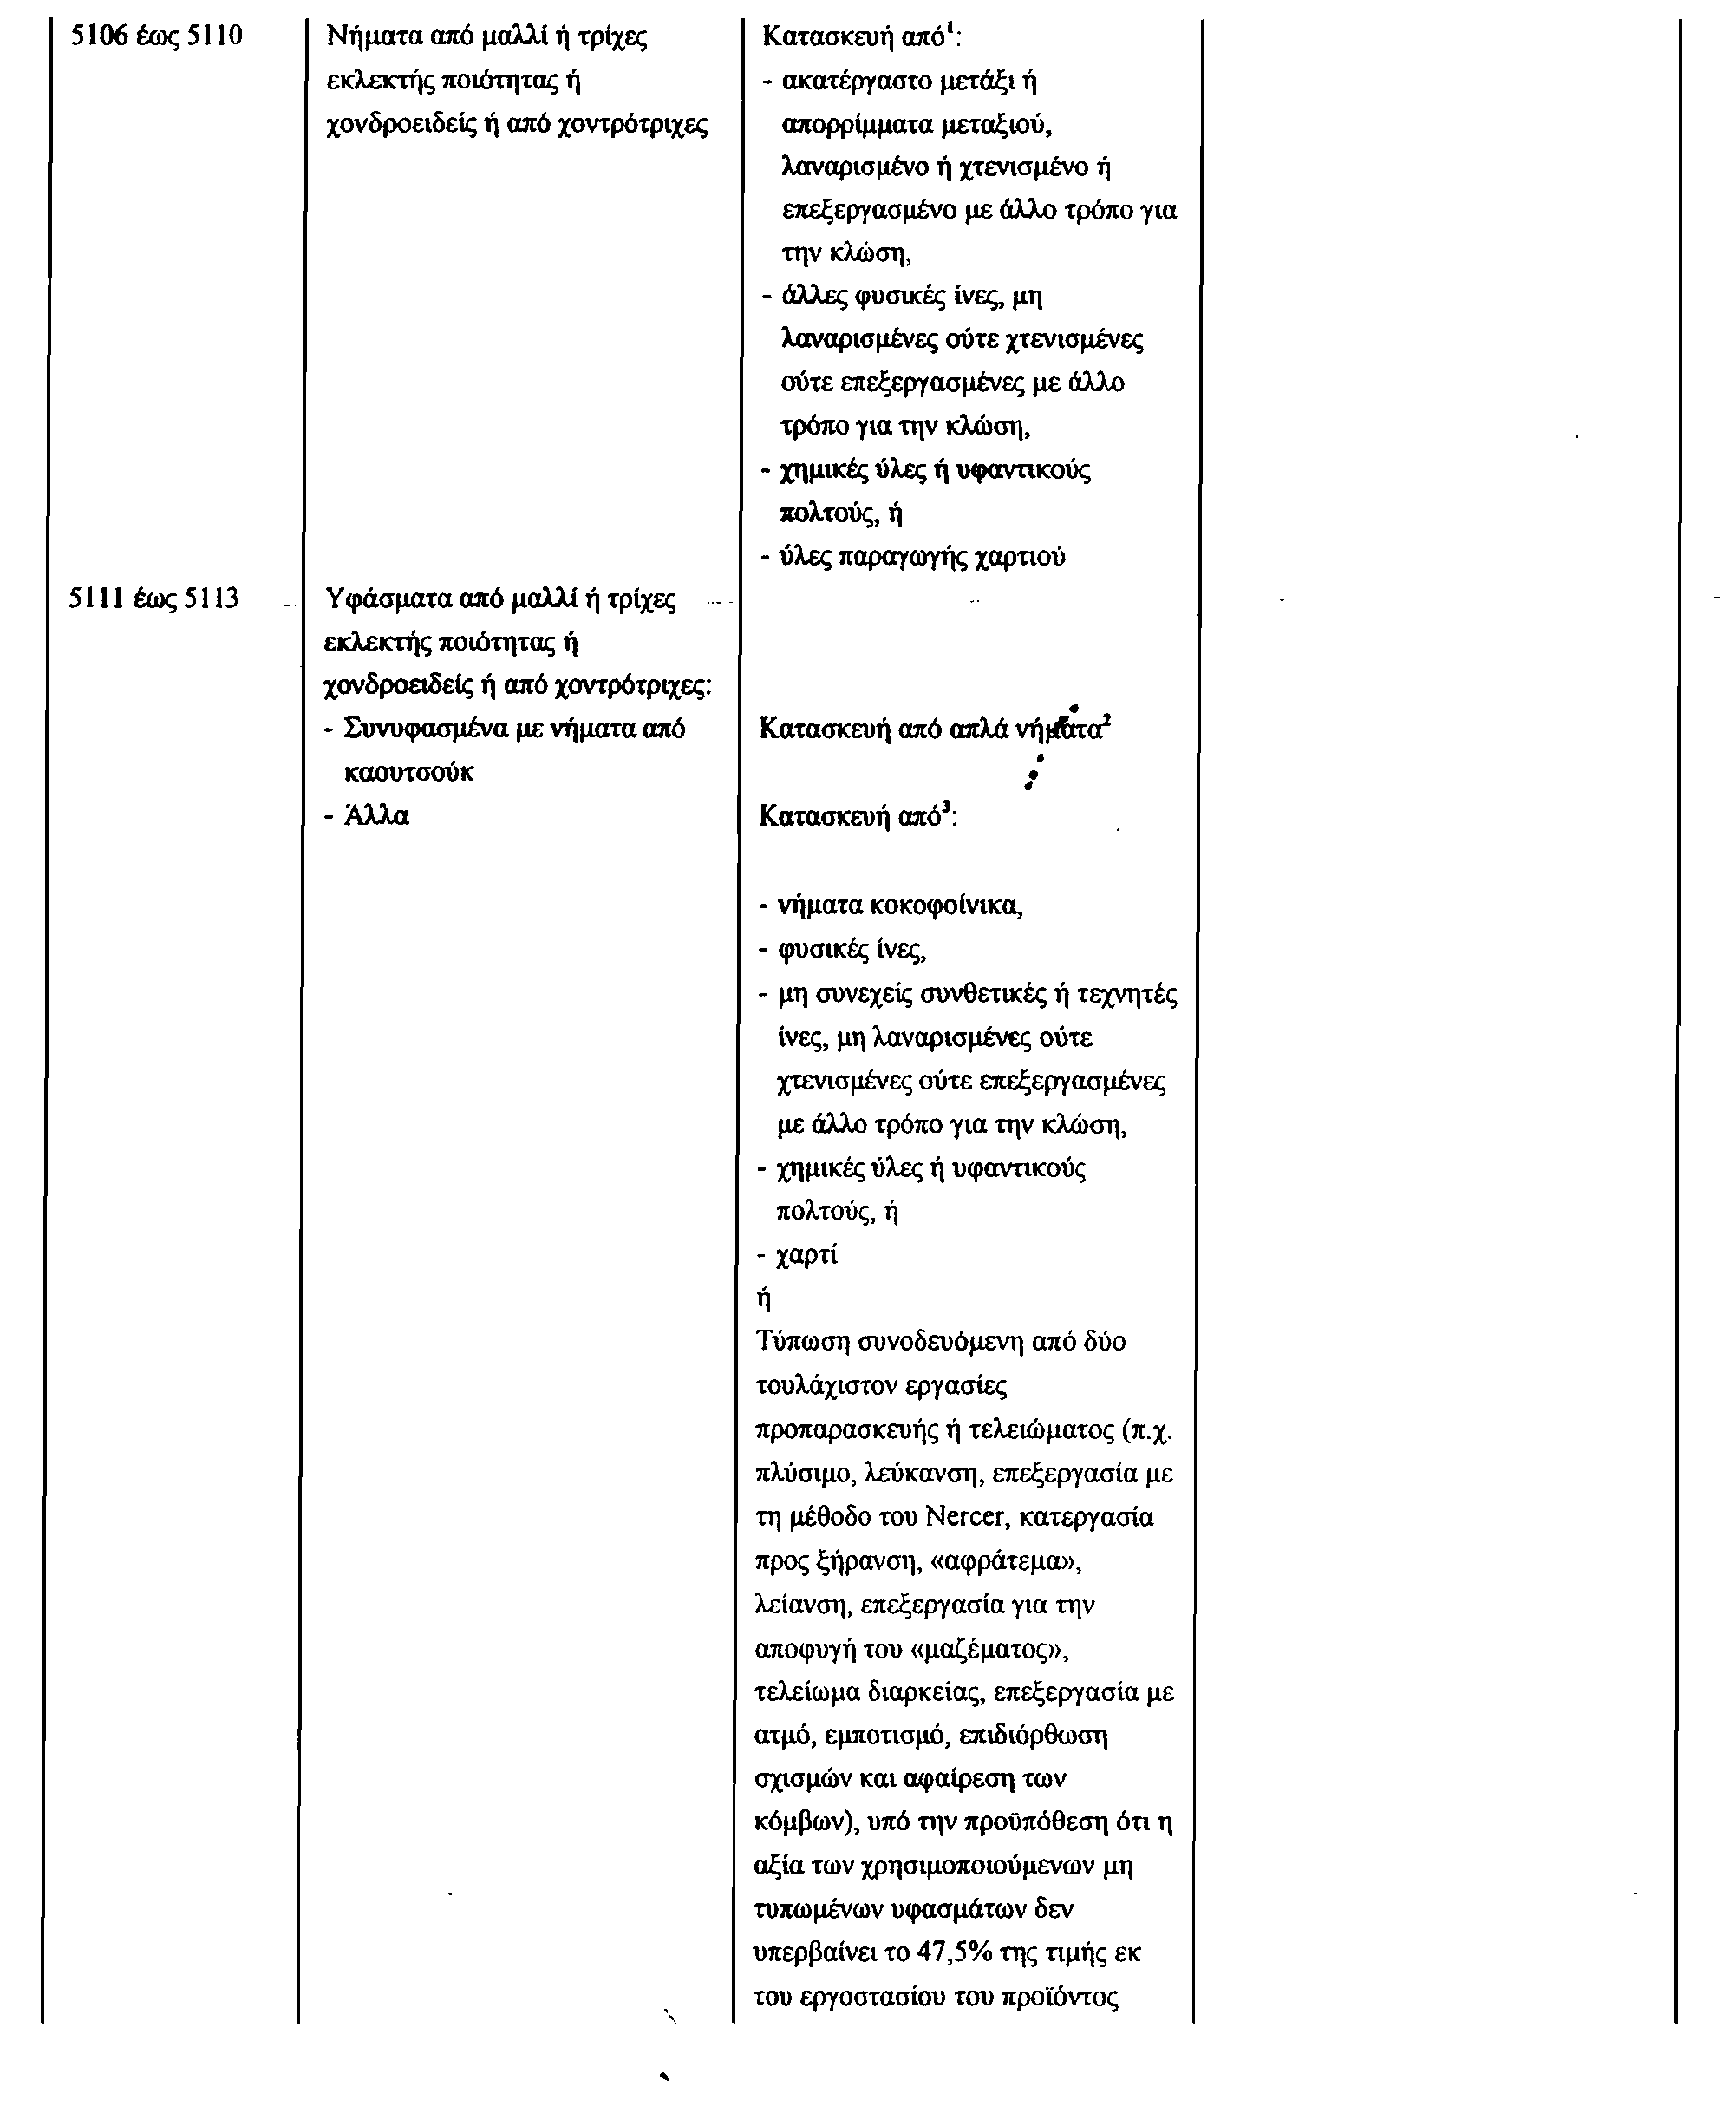 5106 έως 5110
Νήματα από μαλλί ή τρίχες
εκλεκτής ποιότητας ή
χονδροειδείς ή από χοντρότριχες
Κατασκευή από¹:
- ακατέργαστο μετάξι ή
απορρίμματα μεταξιού,
λαναρισμένο ή χτενισμένο ή
επεξεργασμένο με άλλο τρόπο για
την κλώση,
- άλλες φυσικές ίνες, μη
λαναρισμένες ούτε χτενισμένες
ούτε επεξεργασμένες με άλλο
τρόπο για την κλώση,
- χημικές ύλες ή υφαντικούς
πολτούς, ή
- ύλες παραγωγής χαρτιού
5111 έως 5113
Υφάσματα από μαλλί ή τρίχες
εκλεκτής ποιότητας ή
χονδροειδείς ή από χοντρότριχες:
- Συνυφασμένα με νήματα από
καουτσούκ
Κατασκευή από απλά νήματα²
- Άλλα
Κατασκευή από³:
- νήματα κοκοφοίνικα,
- φυσικές ίνες,
- μη συνεχείς συνθετικές ή τεχνητές
ίνες, μη λαναρισμένες ούτε
χτενισμένες ούτε επεξεργασμένες
με άλλο τρόπο για την κλώση,
- χημικές ύλες ή υφαντικούς
πολτούς, ή
- χαρτί
ή
Τύπωση συνοδευόμενη από δύο
τουλάχιστον εργασίες
προπαρασκευής ή τελειώματος (π.χ.
πλύσιμο, λεύκανση, επεξεργασία με
τη μέθοδο του Nercer, κατεργασία
προς ξήρανση, «αφράτεμα»,
λείανση, επεξεργασία για την
αποφυγή του «μαζέματος»,
τελείωμα διαρκείας, επεξεργασία με
ατμό, εμποτισμό, επιδιόρθωση
σχισμών και αφαίρεση των
κόμβων), υπό την προϋπόθεση ότι η
αξία των χρησιμοποιούμενων μη
τυπωμένων υφασμάτων δεν
υπερβαίνει το 47,5% της τιμής εκ
του εργοστασίου του προϊόντος